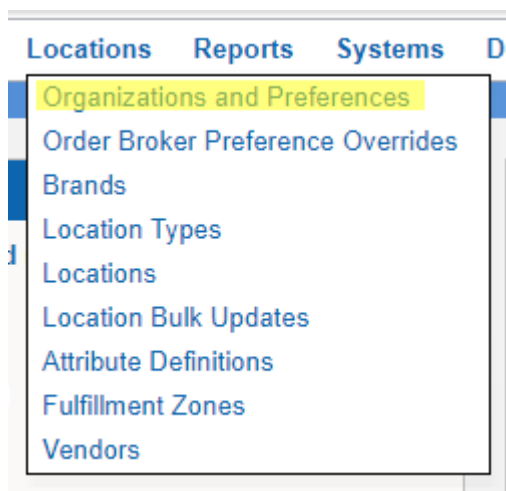 Locations Reports Systems D
Organizations and Preferences
Order Broker Preference Overrides
Brands
Location Types
d
Locations
Location Bulk Updates
Attribute Definitions
Fulfillment Zones
Vendors